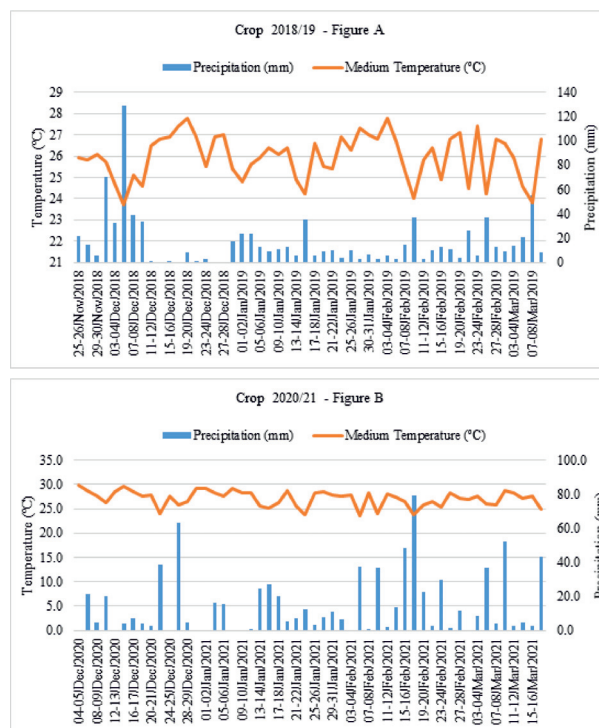 Crop 2018/19 - Figure A
Precipitation (mm) Medium Temperature (ºC)
29
28
27
26
25
24
23
22
21
Temperature (ºC)
140
120
100
80
60
40
20
0
Precipitation (mm)
25-26/Nov/2018
29-30/Nov/2018
03-04/Dec/2018
07-08/Dec/2018
11-12/Dec/2018
15-16/Dec/2018
19-20/Dec/2018
23-24/Dec/2018
27-28/Dec/2018
01-02/Jan/2019
05-06/Jan/2019
09-10/Jan/2019
13-14/Jan/2019
17-18/Jan/2019
21-22/Jan/2019
25-26/Jan/2019
30-31/Jan/2019
03-04/Feb/2019
07-08/Feb/2019
11-12/Feb/2019
15-16/Feb/2019
19-20/Feb/2019
23-24/Feb/2019
27-28/Feb/2019
03-04/Mar/2019
07-08/Mar/2019
Crop 2020/21 - Figure B
Precipitation (mm) Medium Temperature (ºC)
35.0
30.0
25.0
20.0
15.0
10.0
5.0
0.0
Temperature (ºC)
100.0
80.0
60.0
40.0
20.0
0.0
Precipitation (mm)
04-05/Dec/2020
08-09/Dec/2020
12-13/Dec/2020
16-17/Dec/2020
20-21/Dec/2020
24-25/Dec/2020
28-29/Dec/2020
01-02/Jan/2021
05-06/Jan/2021
09-10/Jan/2021
13-14/Jan/2021
17-18/Jan/2021
21-22/Jan/2021
25-26/Jan/2021
29-31/Jan/2021
03-04/Feb/2021
07-08/Feb/2021
11-12/Feb/2021
15-16/Feb/2021
19-20/Feb/2021
23-24/Feb/2021
27-28/Feb/2021
03-04/Mar/2021
07-08/Mar/2021
11-12/Mar/2021
15-16/Mar/2021